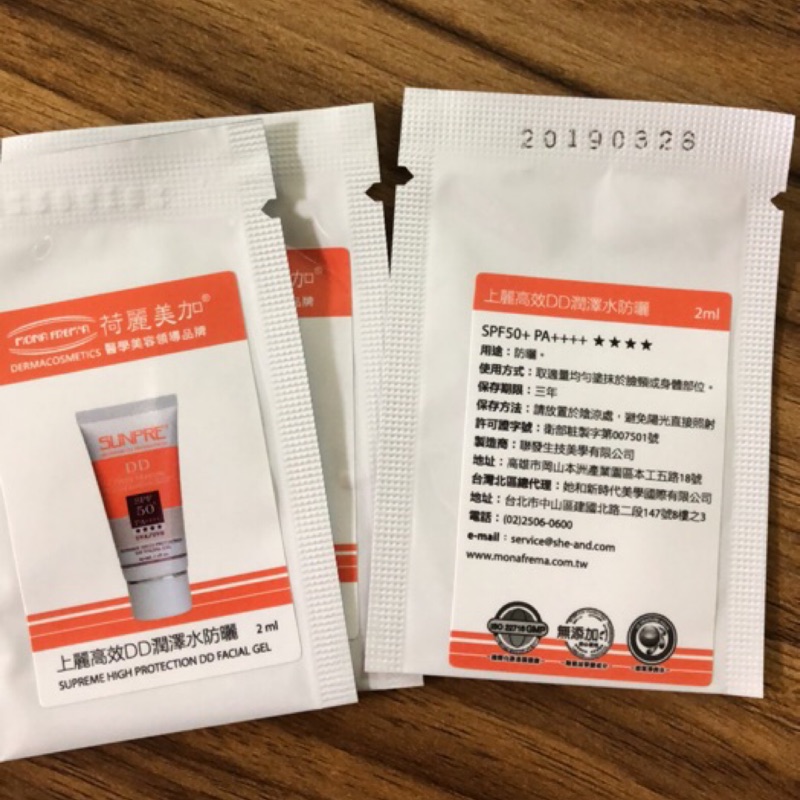 MONA FREMA 荷麗美加®
DERMACOSMETICS 醫學美容領導品牌
SUNPRE
DD
SPF
50
上麗高效DD潤澤水防曬 2 ml
SUPREME HIGH PROTECTION DD FACIAL GEL
加®
品牌
20190328
上麗高效DD潤澤水防曬 2ml
SPF50+ PA++++ ★★★★
用途：防曬。
使用方式：取適量均勻塗抹於臉頰或身體部位。
保存期限：三年
保存方法：請放置於陰涼處，避免陽光直接照射
許可證字號：衛部粧製字第007501號
製造商：聯發生技美學有限公司
地址：高雄市岡山本洲產業園區本工五路18號
台灣北區總代理：她和新時代美學國際有限公司
地址：台北市中山區建國北路二段147號8樓之3
電話：(02)2506-0600
e-mail：service@she-and.com
www.monafrema.com.tw
ISO 22716 GMP
無添加